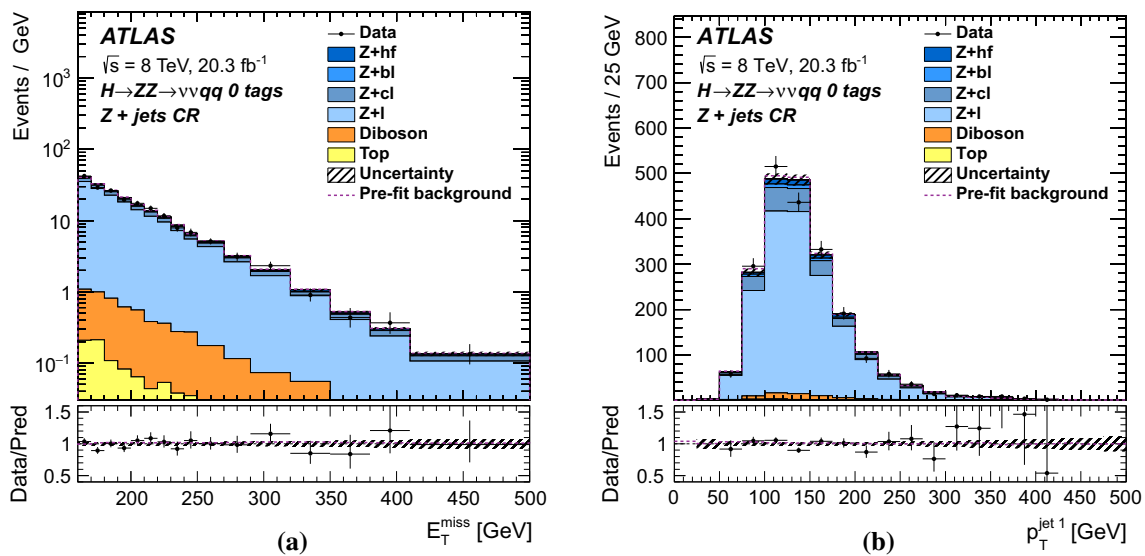 Events / GeV
10³
10²
10
1
10⁻¹
ATLAS
√s = 8 TeV, 20.3 fb⁻¹
H→ZZ→ννqq 0 tags
Z + jets CR
Data
Z+hf
Z+bl
Z+cl
Z+l
Diboson
Top
Uncertainty
Pre-fit background
Data/Pred
1.5
1
0.5
200 250 300 350 400 450 500
E_T^miss [GeV]
(a)
Events / 25 GeV
800
700
600
500
400
300
200
100
ATLAS
√s = 8 TeV, 20.3 fb⁻¹
H→ZZ→ννqq 0 tags
Z + jets CR
Data
Z+hf
Z+bl
Z+cl
Z+l
Diboson
Top
Uncertainty
Pre-fit background
Data/Pred
1.5
1
0.5
0 50 100 150 200 250 300 350 400 450 500
p_T^jet 1 [GeV]
(b)